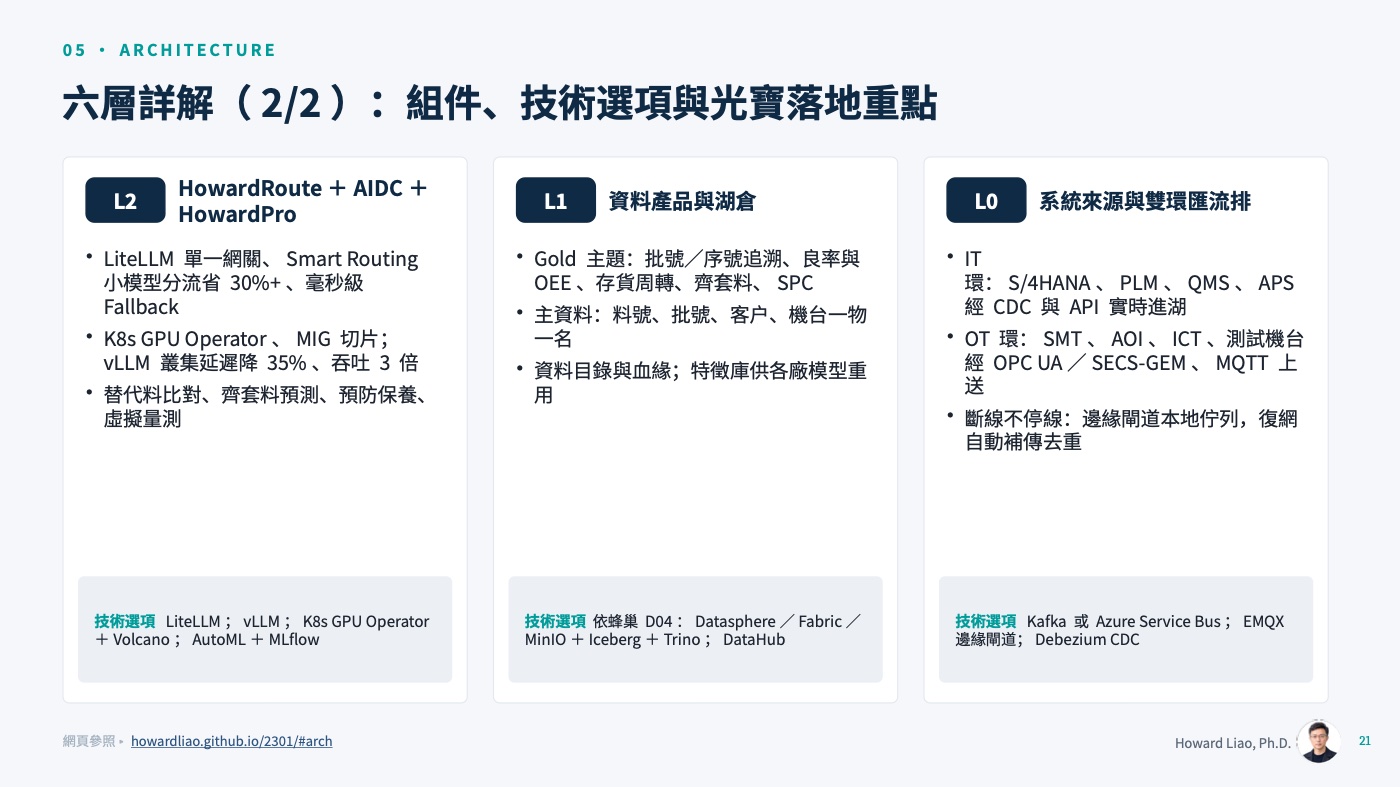 05 • ARCHITECTURE
六層詳解（2/2）：組件、技術選項與光寶落地重點
L2
HowardRoute＋AIDC＋
HowardPro
• LiteLLM 單一網關、Smart Routing
小模型分流省 30%+、毫秒級
Fallback
• K8s GPU Operator、MIG 切片；
vLLM 叢集延遲降 35%、吞吐 3 倍
• 替代料比對、齊套料預測、預防保養、
虛擬量測
技術選項 LiteLLM；vLLM；K8s GPU Operator
＋Volcano；AutoML＋MLflow
L1
資料產品與湖倉
• Gold 主題：批號／序號追溯、良率與
OEE、存貨周轉、齊套料、SPC
• 主資料：料號、批號、客户、機台一物
一名
• 資料目錄與血緣；特徵庫供各廠模型重
用
技術選項 依蜂巢 D04：Datasphere／Fabric／
MinIO＋Iceberg＋Trino；DataHub
L0
系統來源與雙環匯流排
• IT
環：S/4HANA、PLM、QMS、APS
經 CDC 與 API 實時進湖
• OT 環：SMT、AOI、ICT、測試機台
經 OPC UA／SECS-GEM、MQTT 上
送
• 斷線不停線：邊緣閘道本地佇列，復網
自動補傳去重
技術選項 Kafka 或 Azure Service Bus；EMQX
邊緣閘道；Debezium CDC
網頁參照 ▸ howardliao.github.io/2301/#arch
Howard Liao, Ph.D.
21